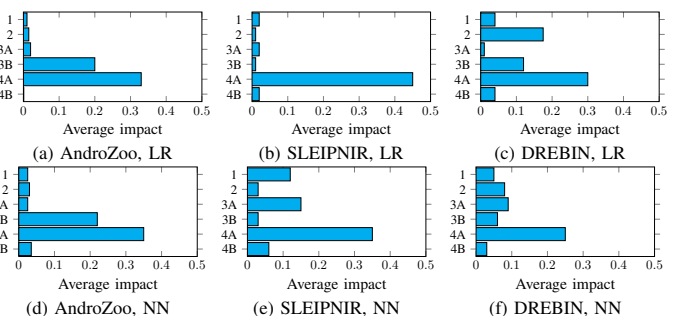 1 1 1
2 2 2
3A 3A 3A
3B 3B 3B
4A 4A 4A
4B 4B 4B
0 0.1 0.2 0.3 0.4 0.5 0 0.1 0.2 0.3 0.4 0.5 0 0.1 0.2 0.3 0.4 0.5
Average impact Average impact Average impact
(a) AndroZoo, LR (b) SLEIPNIR, LR (c) DREBIN, LR
1 1 1
2 2 2
A 3A 3A
B 3B 3B
A 4A 4A
B 4B 4B
0 0.1 0.2 0.3 0.4 0.5 0 0.1 0.2 0.3 0.4 0.5 0 0.1 0.2 0.3 0.4 0.5
Average impact Average impact Average impact
(d) AndroZoo, NN (e) SLEIPNIR, NN (f) DREBIN, NN